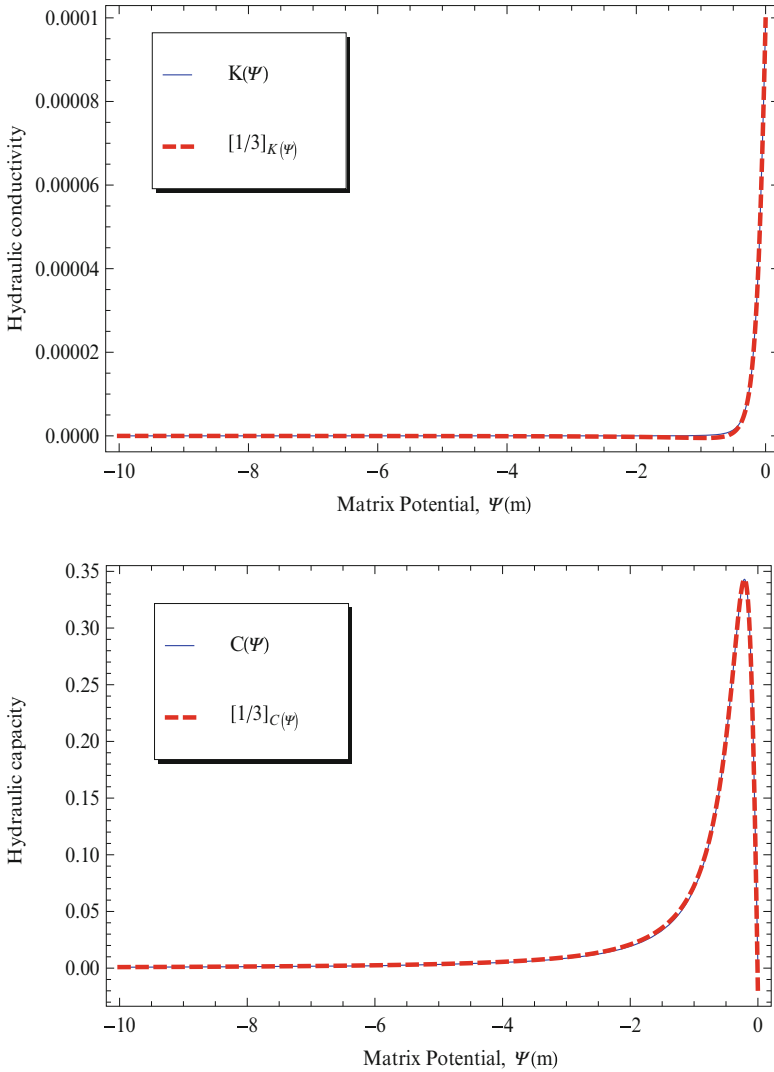 0.0001
0.00008
0.00006
0.00004
0.00002
0.0000
Hydraulic conductivity
K(Ψ)
[1/3]K(Ψ)
−10 −8 −6 −4 −2 0
Matrix Potential, Ψ(m)
0.35
0.30
0.25
0.20
0.15
0.10
0.05
0.00
Hydraulic capacity
C(Ψ)
[1/3]C(Ψ)
−10 −8 −6 −4 −2 0
Matrix Potential, Ψ(m)